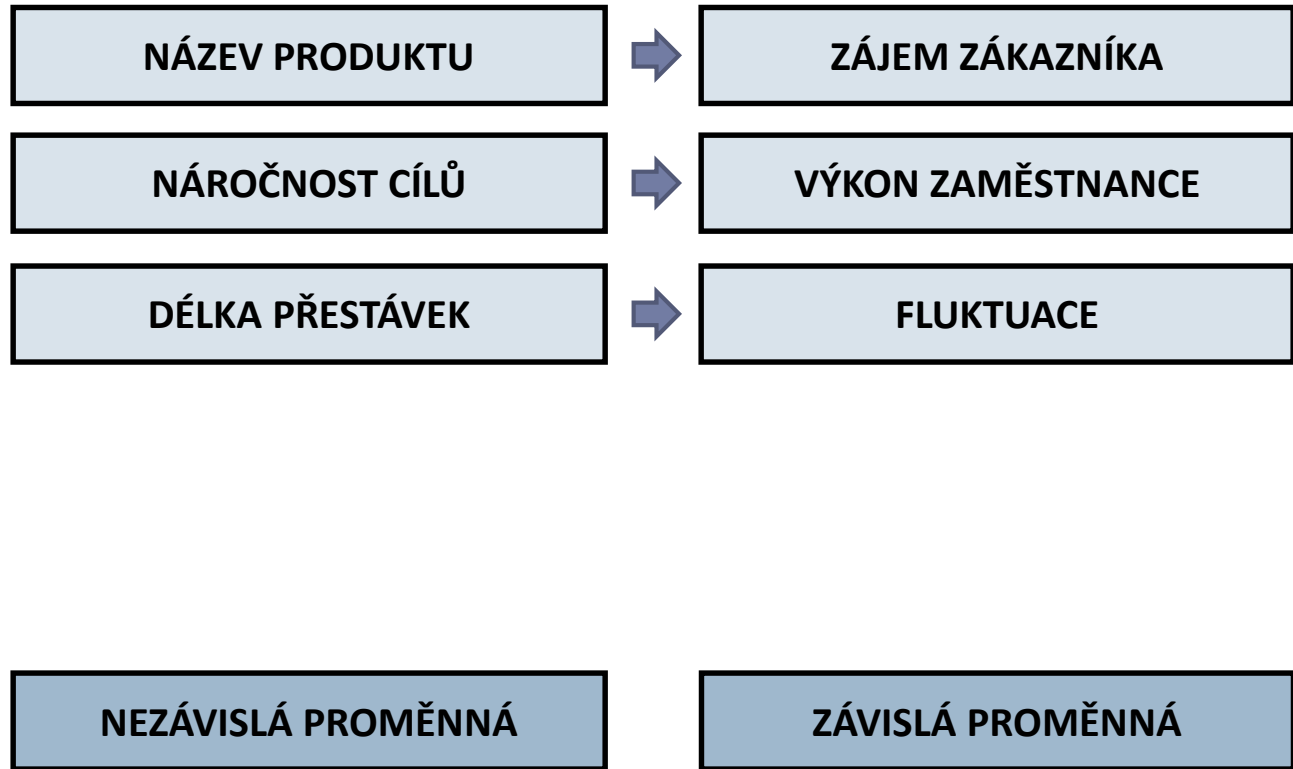 NÁZEV PRODUKTU
ZÁJEM ZÁKAZNÍKA
NÁROČNOST CÍLŮ
VÝKON ZAMĚSTNANCE
DÉLKA PŘESTÁVEK
FLUKTUACE
NEZÁVISLÁ PROMĚNNÁ
ZÁVISLÁ PROMĚNNÁ